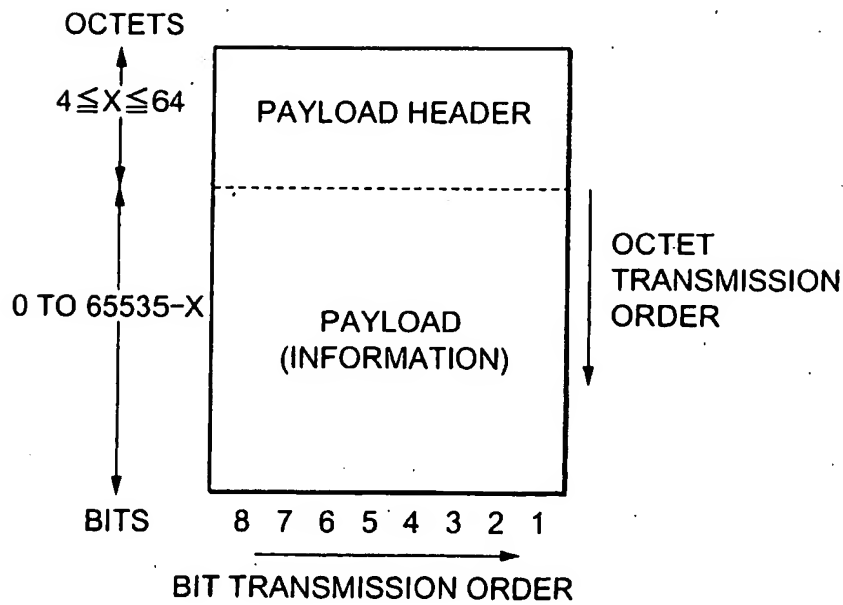 OCTETS
4≦X≦64
PAYLOAD HEADER
OCTET
TRANSMISSION
ORDER
0 TO 65535-X
PAYLOAD
(INFORMATION)
BITS
8 7 6 5 4 3 2 1
BIT TRANSMISSION ORDER